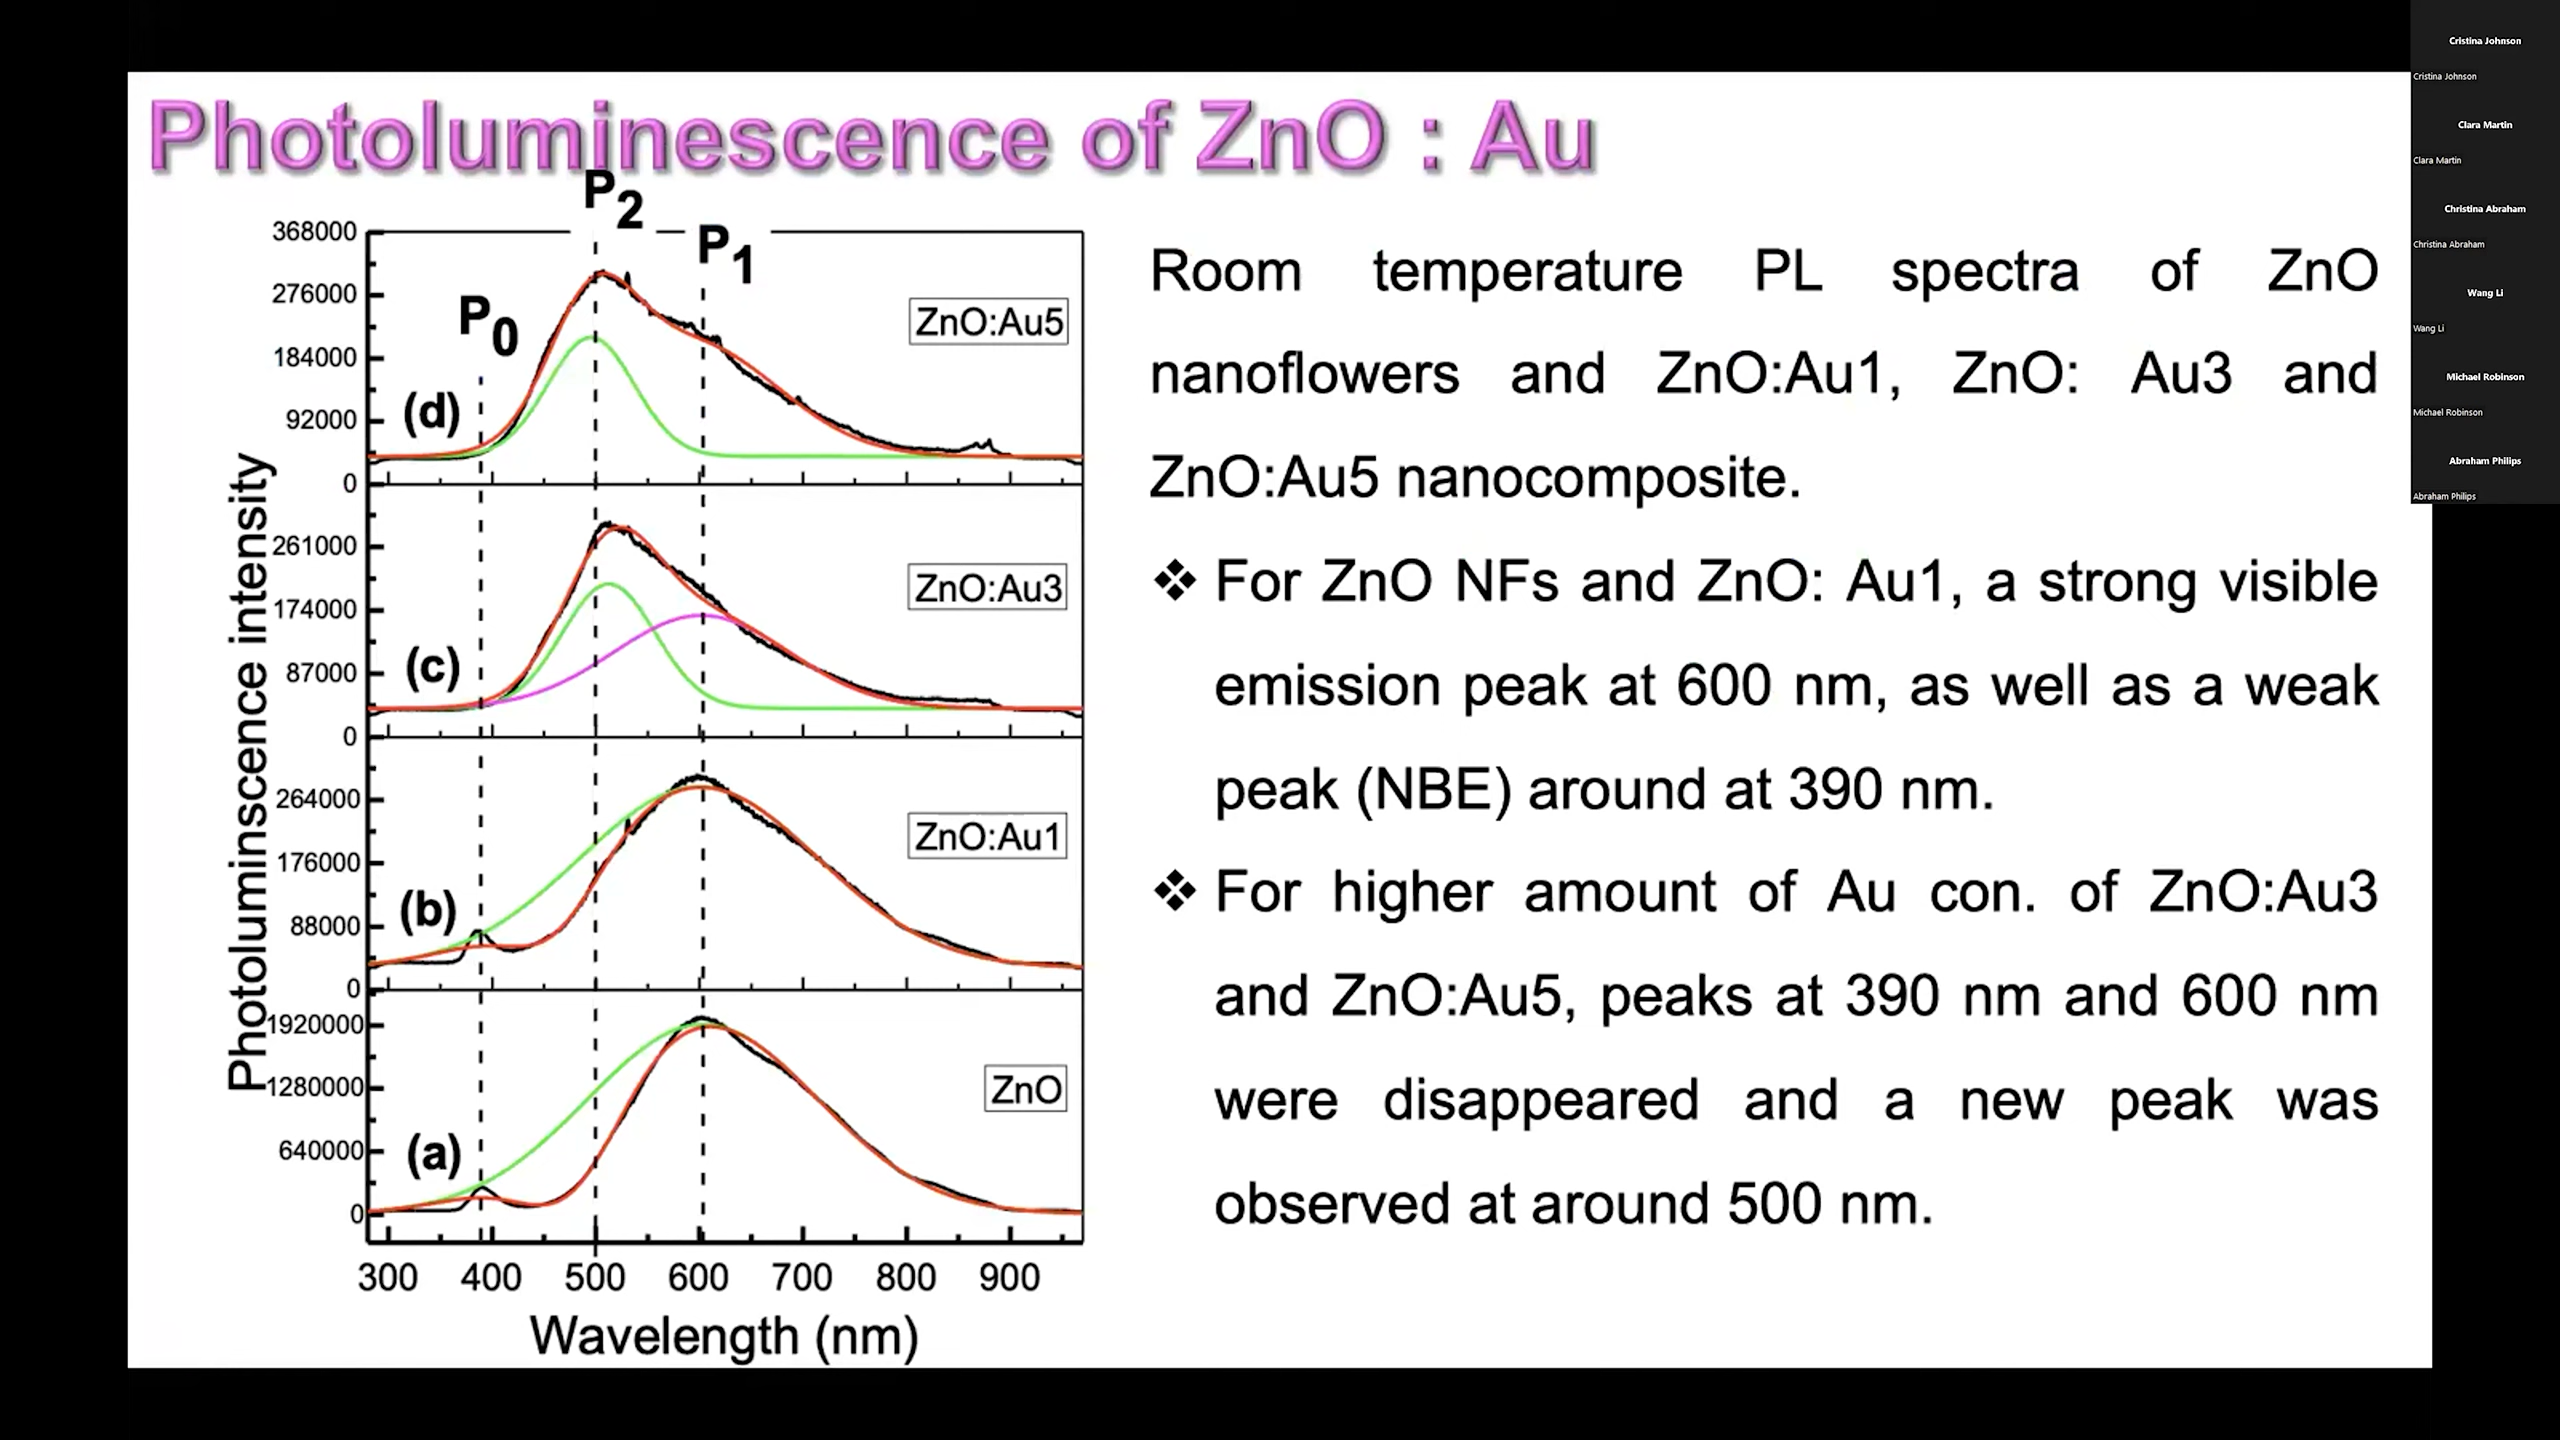 Photoluminescence of ZnO : Au
P2
P1
P0
368000
276000
184000
92000
0
(d)
ZnO:Au5
261000
174000
87000
0
(c)
ZnO:Au3
264000
176000
88000
0
(b)
ZnO:Au1
1920000
1280000
640000
0
(a)
ZnO
Photoluminscence intensity
300 400 500 600 700 800 900
Wavelength (nm)
Room temperature PL spectra of ZnO
nanoflowers and ZnO:Au1, ZnO: Au3 and
ZnO:Au5 nanocomposite.
❖ For ZnO NFs and ZnO: Au1, a strong visible
emission peak at 600 nm, as well as a weak
peak (NBE) around at 390 nm.
❖ For higher amount of Au con. of ZnO:Au3
and ZnO:Au5, peaks at 390 nm and 600 nm
were disappeared and a new peak was
observed at around 500 nm.
Cristina Johnson
Cristina Johnson
Clara Martin
Clara Martin
Christina Abraham
Christina Abraham
Wang Li
Wang Li
Michael Robinson
Michael Robinson
Abraham Philips
Abraham Philips